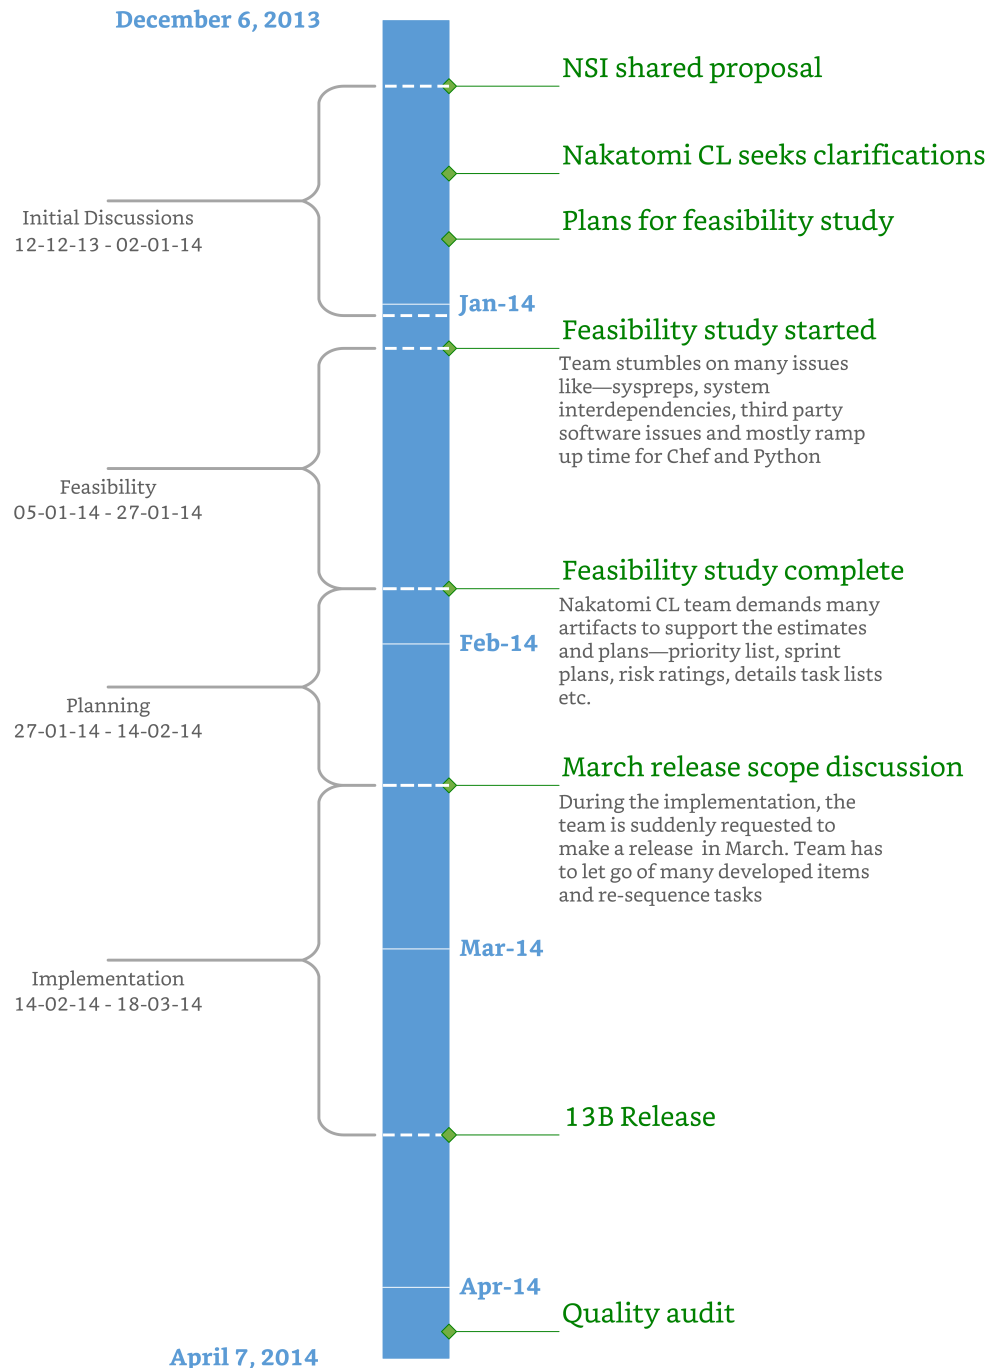 December 6, 2013
NSI shared proposal
Nakatomi CL seeks clarifications
Initial Discussions
12-12-13 - 02-01-14
Plans for feasibility study
Jan-14
Feasibility study started
Team stumbles on many issues
like—syspreps, system
interdependencies, third party
software issues and mostly ramp
up time for Chef and Python
Feasibility
05-01-14 - 27-01-14
Feasibility study complete
Nakatomi CL team demands many
artifacts to support the estimates
and plans—priority list, sprint
plans, risk ratings, details task lists
etc.
Feb-14
Planning
27-01-14 - 14-02-14
March release scope discussion
During the implementation, the
team is suddenly requested to
make a release  in March. Team has
to let go of many developed items
and re-sequence tasks
Mar-14
Implementation
14-02-14 - 18-03-14
13B Release
Apr-14
Quality audit
April 7, 2014